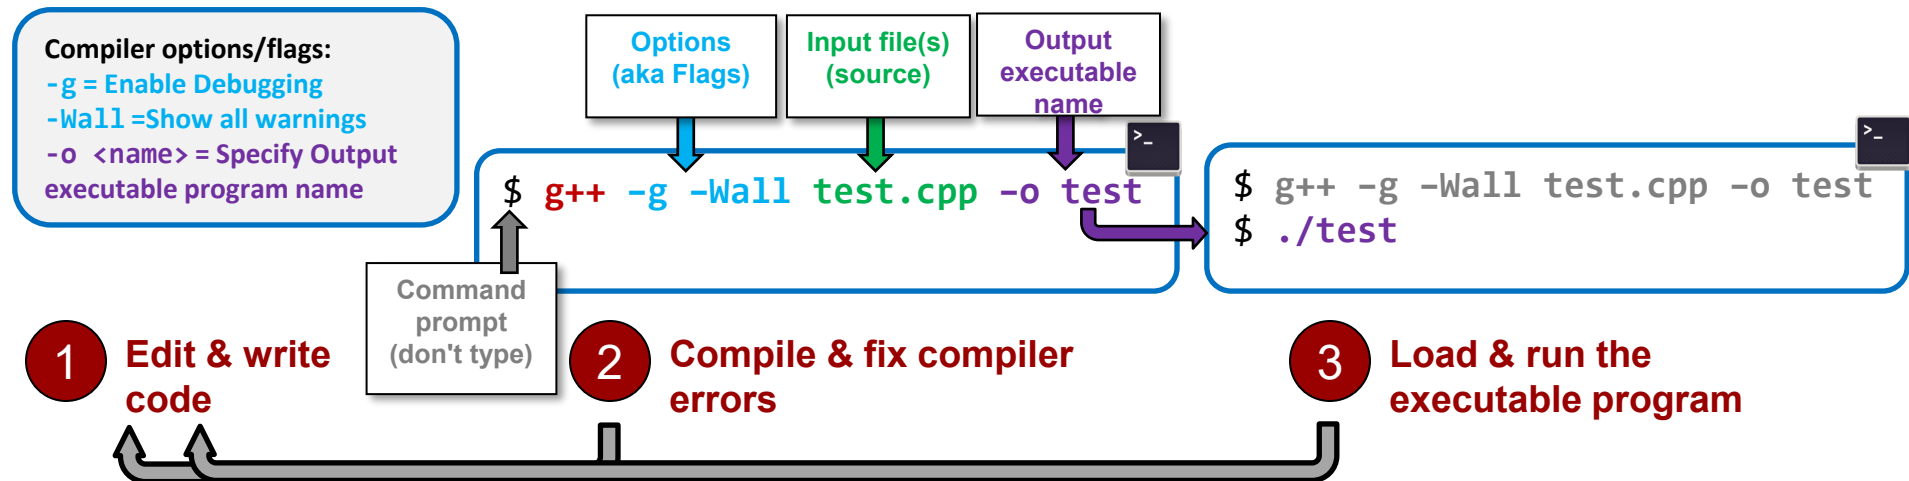 Compiler options/flags:
-g = Enable Debugging
-Wall =Show all warnings
-o <name> = Specify Output
executable program name
Options
(aka Flags)
Input file(s)
(source)
Output
executable
name
>_
$ g++ –g –Wall test.cpp –o test
Command
prompt
(don't type)
>_
$ g++ –g –Wall test.cpp –o test
$ ./test
1
Edit & write
code
2
Compile & fix compiler
errors
3
Load & run the
executable program